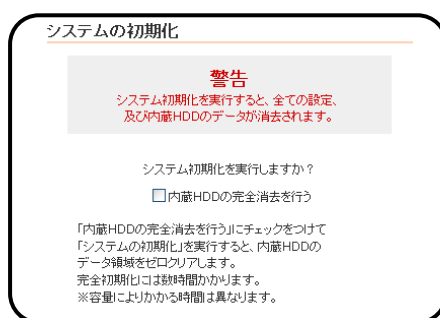 システムの初期化
警告
システム初期化を実行すると、全ての設定、
及び内蔵HDDのデータが消去されます。
システム初期化を実行しますか？
内蔵HDDの完全消去を行う
「内蔵HDDの完全消去を行う」にチェックをつけて
「システムの初期化」を実行すると、内蔵HDDの
データ領域をゼロクリアします。
完全初期化には数時間かかります。
※容量によりかかる時間は異なります。